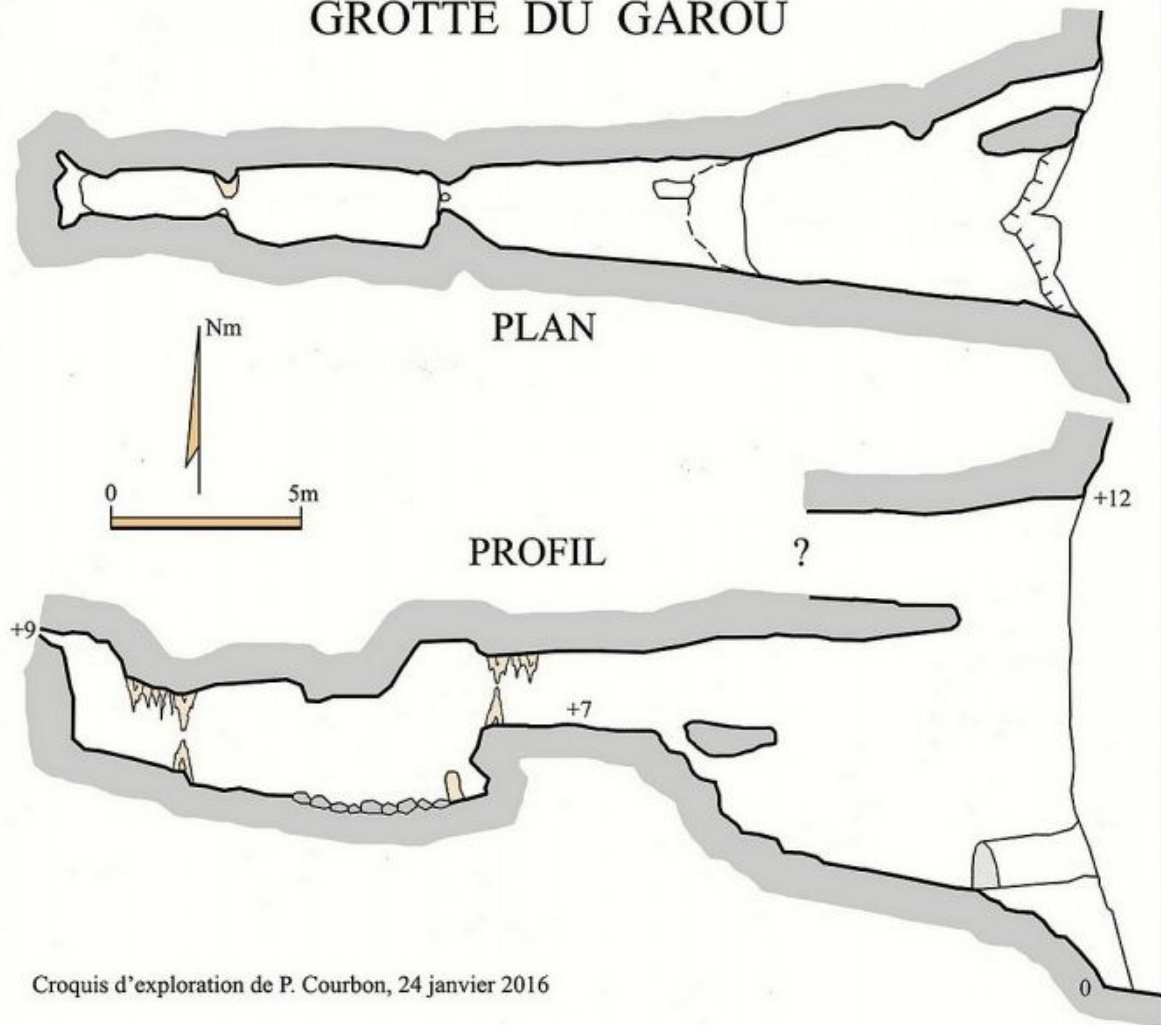 GROTTE DU GAROU
PLAN
Nm
0 5m
+12
PROFIL
?
+9
+7
0
Croquis d'exploration de P. Courbon, 24 janvier 2016